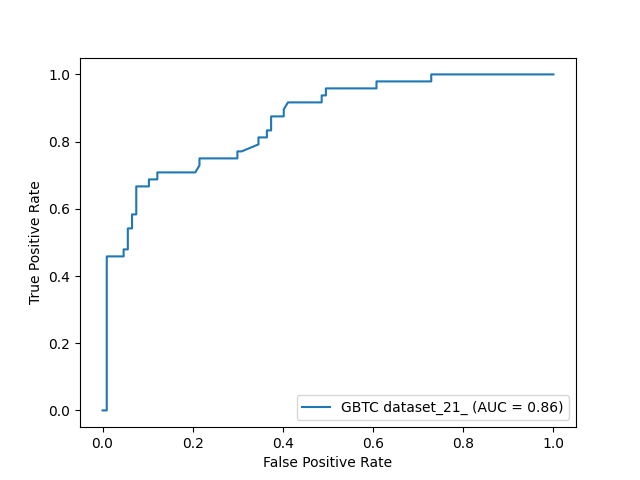 1.0
0.8
0.6
0.4
0.2
0.0
True Positive Rate
GBTC dataset_21_ (AUC = 0.86)
0.0 0.2 0.4 0.6 0.8 1.0
False Positive Rate